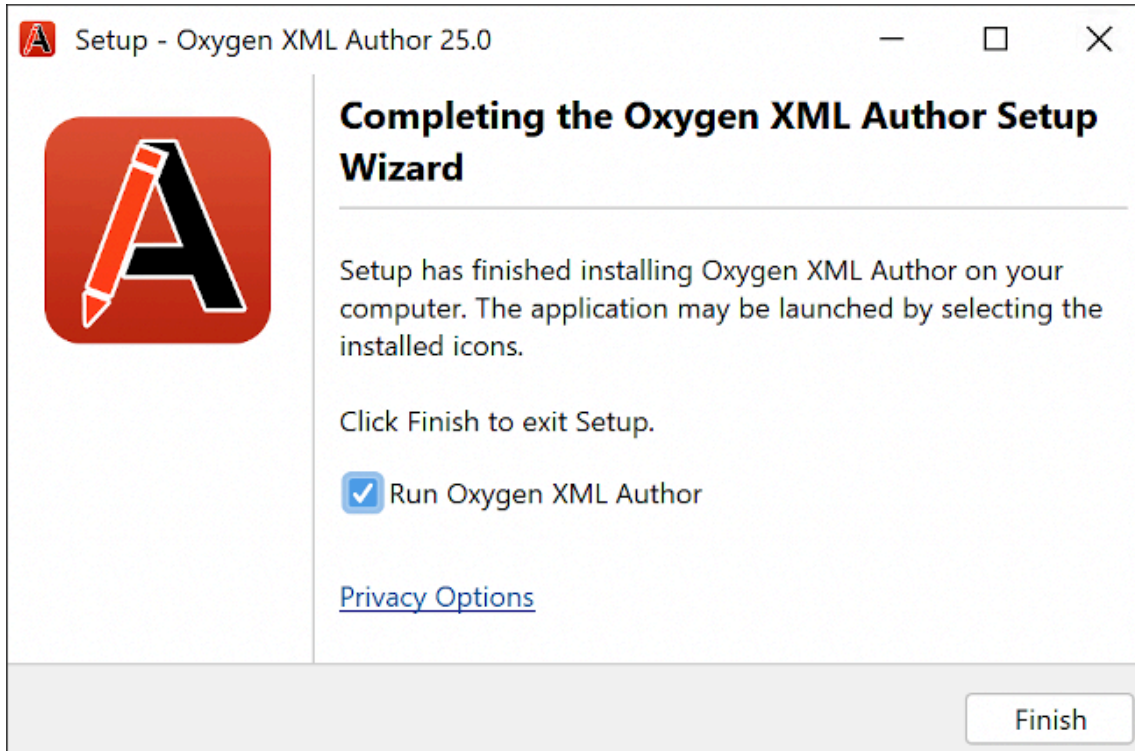 Setup - Oxygen XML Author 25.0
Completing the Oxygen XML Author Setup
Wizard
Setup has finished installing Oxygen XML Author on your
computer. The application may be launched by selecting the
installed icons.
Click Finish to exit Setup.
Run Oxygen XML Author
Privacy Options
Finish